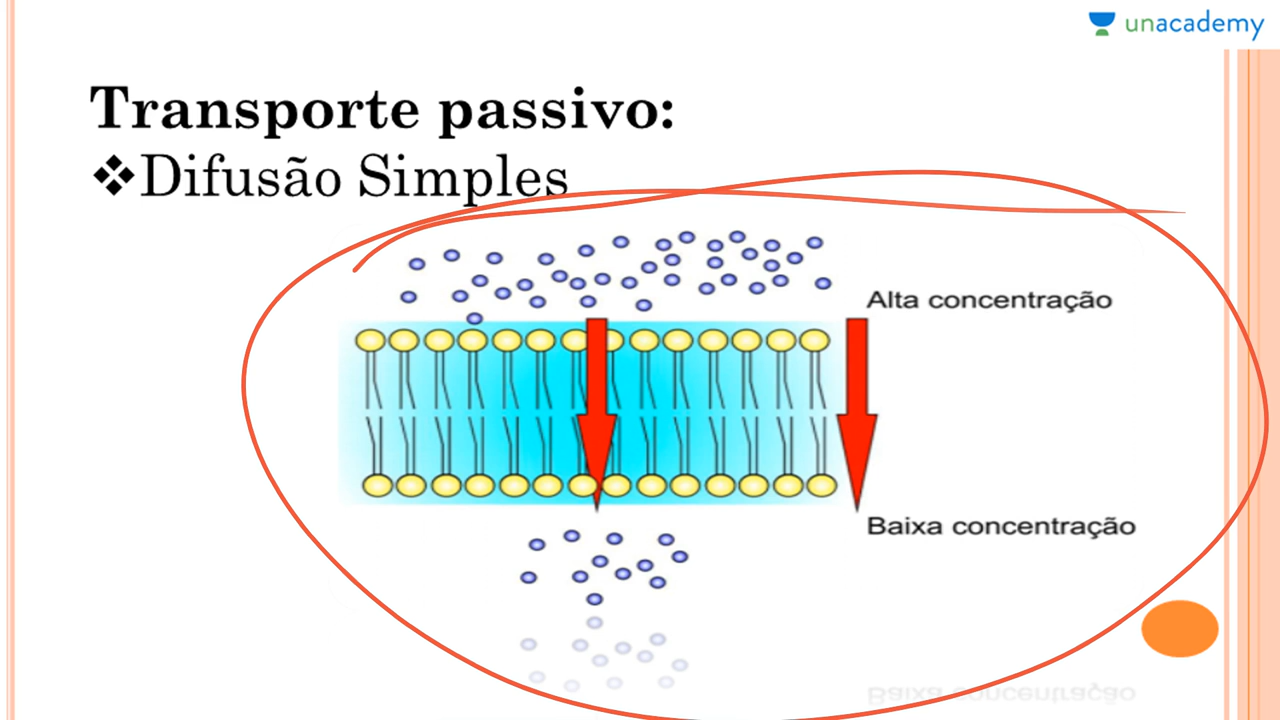 unacademy
Transporte passivo:
❖Difusão Simples
Alta concentração
Baixa concentração